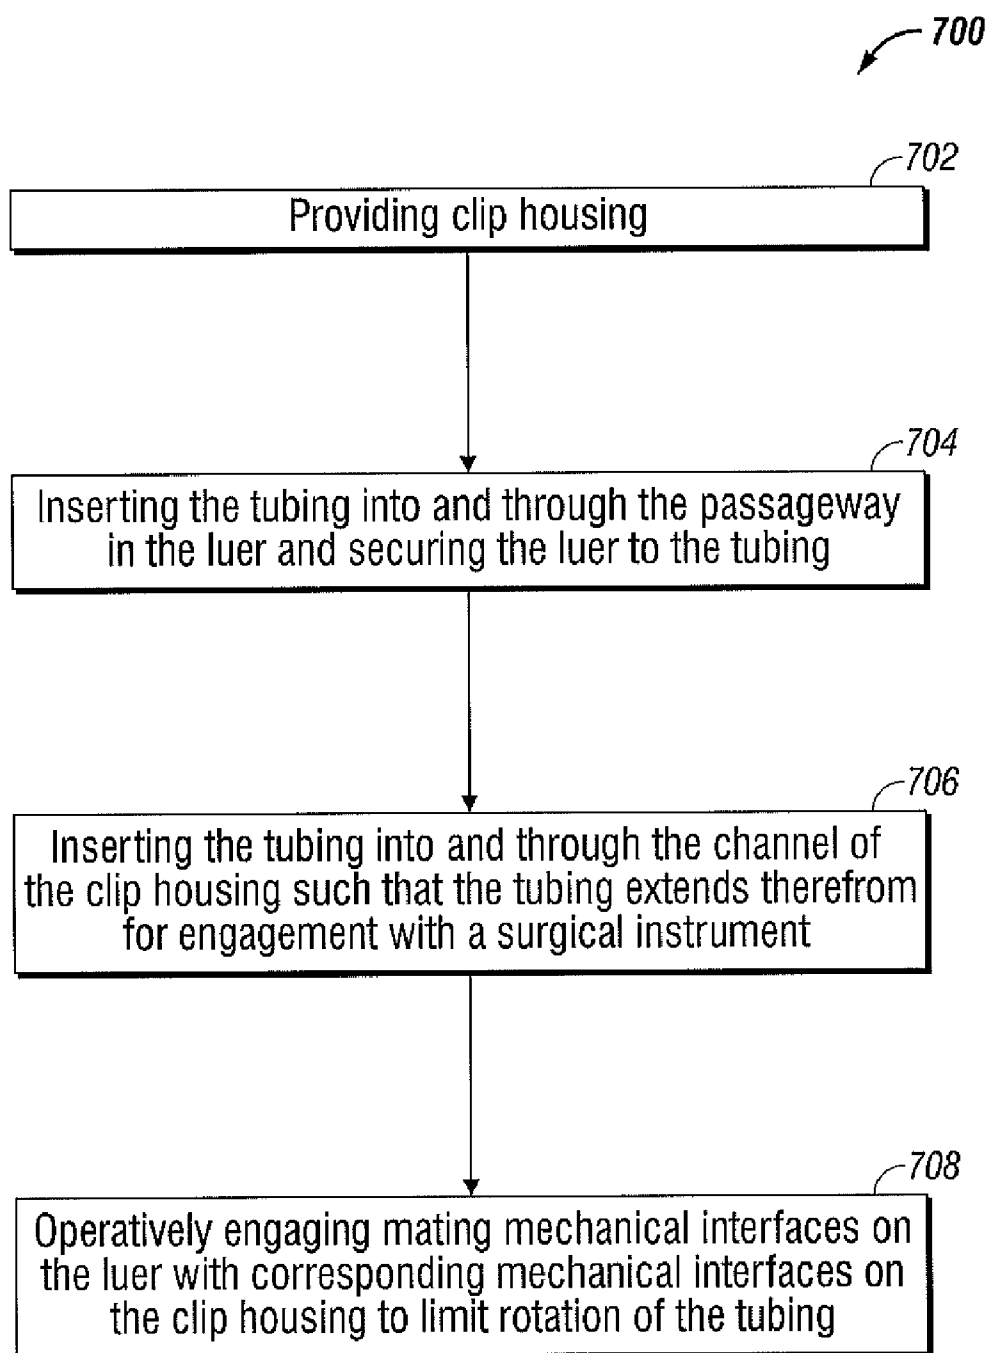 700
702
Providing clip housing
704
Inserting the tubing into and through the passageway
in the luer and securing the luer to the tubing
706
Inserting the tubing into and through the channel of
the clip housing such that the tubing extends therefrom
for engagement with a surgical instrument
708
Operatively engaging mating mechanical interfaces on
the luer with corresponding mechanical interfaces on
the clip housing to limit rotation of the tubing